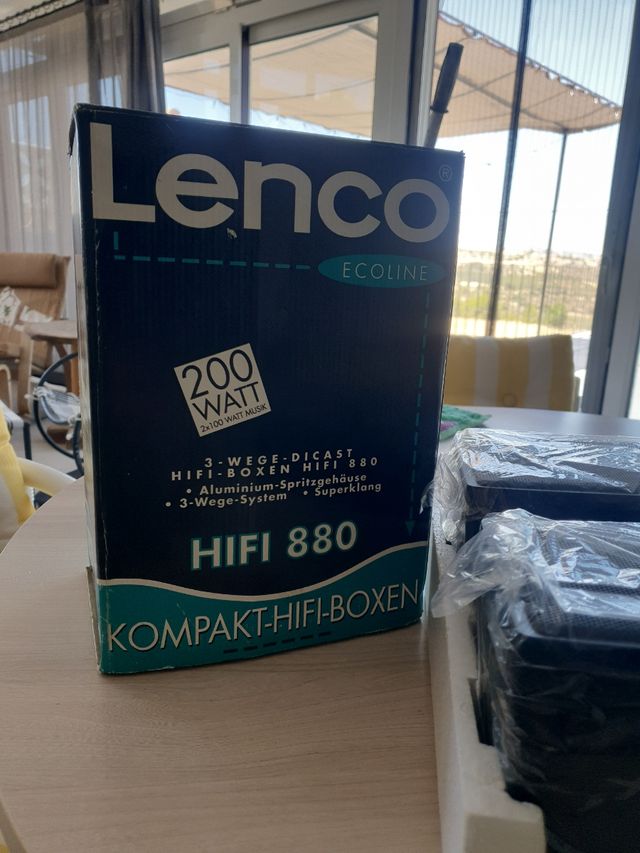 Lenco®
ECOLINE
200
WATT
2x100 WATT MUSIK
3-WEGE-DICAST
HIFI-BOXEN HIFI 880
• Aluminium-Spritzgehäuse
• 3-Wege-System • Superklang
HIFI 880
KOMPAKT-HIFI-BOXEN